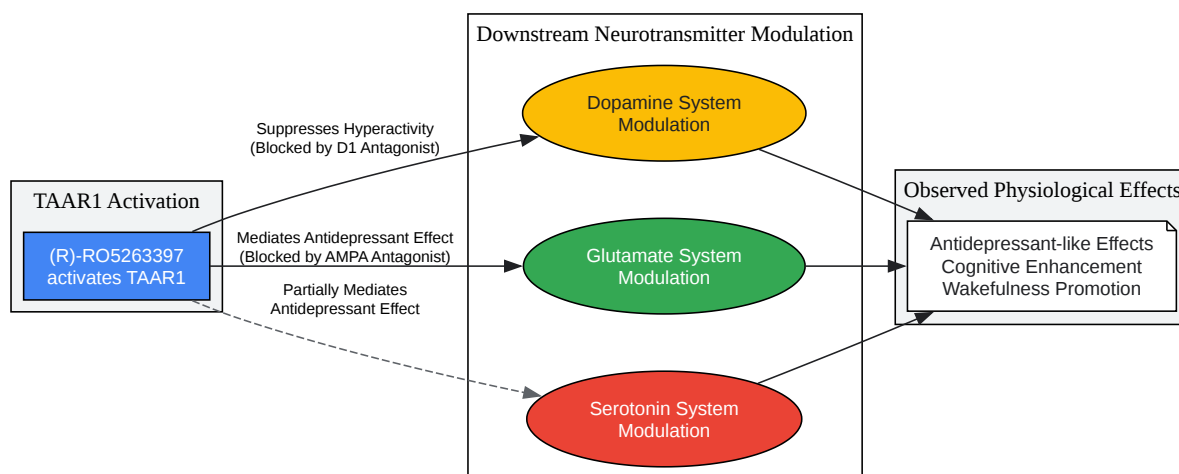 Downstream Neurotransmitter Modulation
Dopamine System
Modulation
Suppresses Hyperactivity
(Blocked by D1 Antagonist)
TAAR1 Activation
(R)-RO5263397
activates TAAR1
Mediates Antidepressant Effect
(Blocked by AMPA Antagonist)
Glutamate System
Modulation
Partially Mediates
Antidepressant Effect
Serotonin System
Modulation
Observed Physiological Effects
Antidepressant-like Effects
Cognitive Enhancement
Wakefulness Promotion